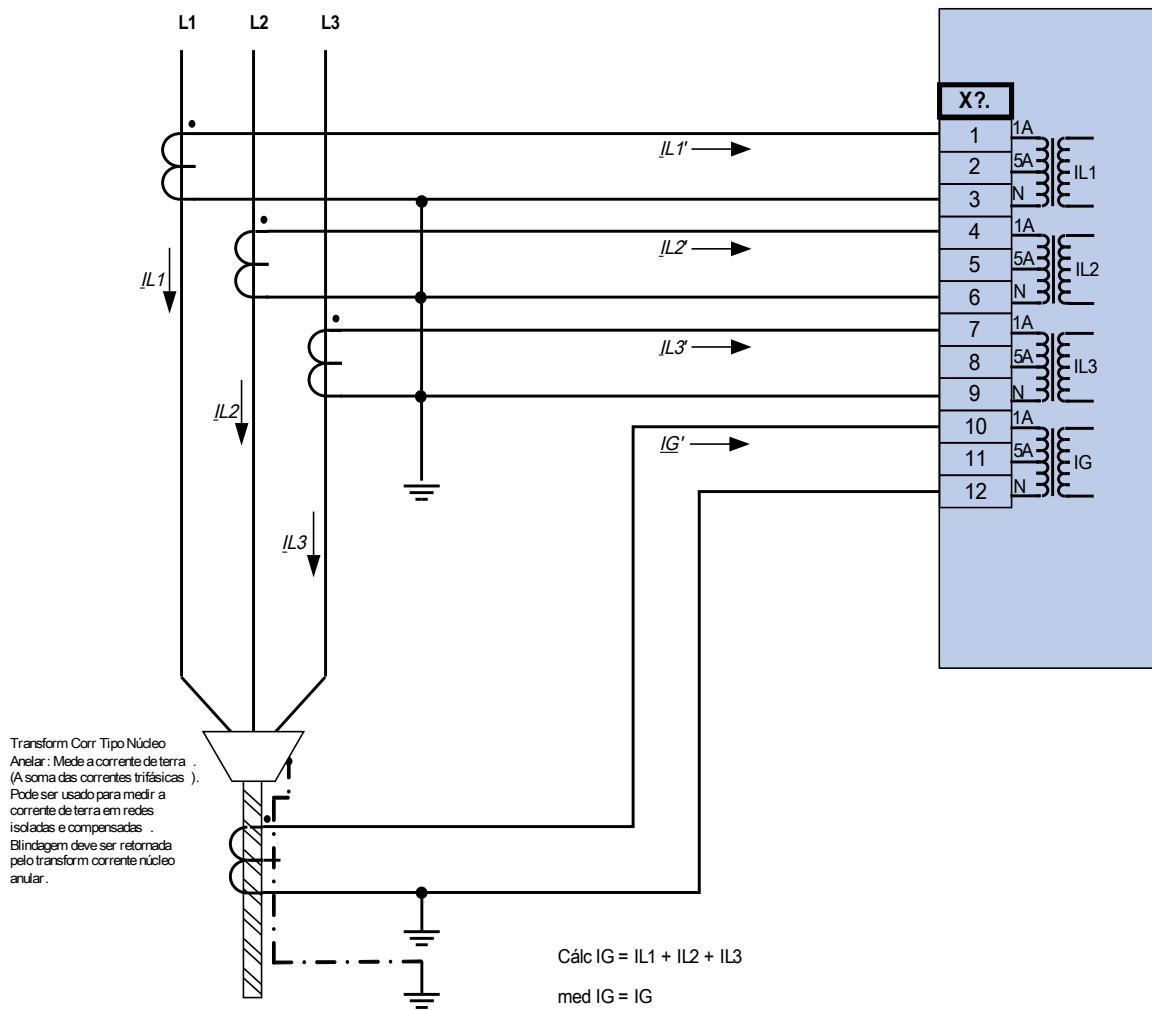 L1 L2 L3
X?.
1 1A
2 5A
3 N
IL1
4 1A
5 5A
6 N
IL2
7 1A
8 5A
9 N
IL3
10 1A
11 5A
12 N
IG
IL1'
IL2'
IL3'
IG'
IL1
IL2
IL3
Transform Corr Tipo Núcleo
Anelar: Mede a corrente de terra .
(A soma das correntes trifásicas ).
Pode ser usado para medir a
corrente de terra em redes
isoladas e compensadas .
Blindagem deve ser retornada
pelo transform corrente núcleo
anular.
Cálc IG = IL1 + IL2 + IL3
med IG = IG